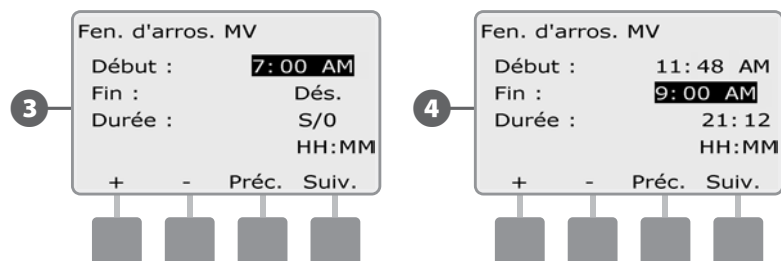 Fen. d'arros. MV
Début : 7:00 AM
Fin : Dés.
Durée : S/0
HH:MM
+ - Préc. Suiv.
3
Fen. d'arros. MV
Début : 11:48 AM
Fin : 9:00 AM
Durée : 21:12
HH:MM
+ - Préc. Suiv.
4